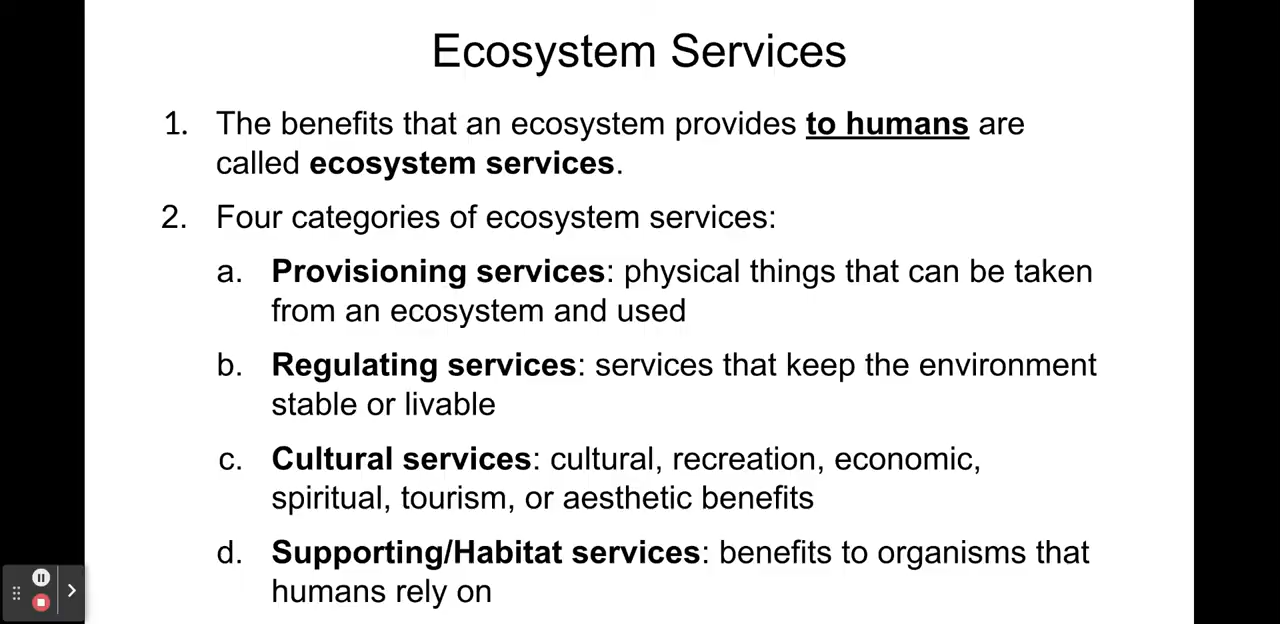 Ecosystem Services
1. The benefits that an ecosystem provides to humans are
called ecosystem services.
2. Four categories of ecosystem services:
a. Provisioning services: physical things that can be taken
from an ecosystem and used
b. Regulating services: services that keep the environment
stable or livable
c. Cultural services: cultural, recreation, economic,
spiritual, tourism, or aesthetic benefits
d. Supporting/Habitat services: benefits to organisms that
humans rely on